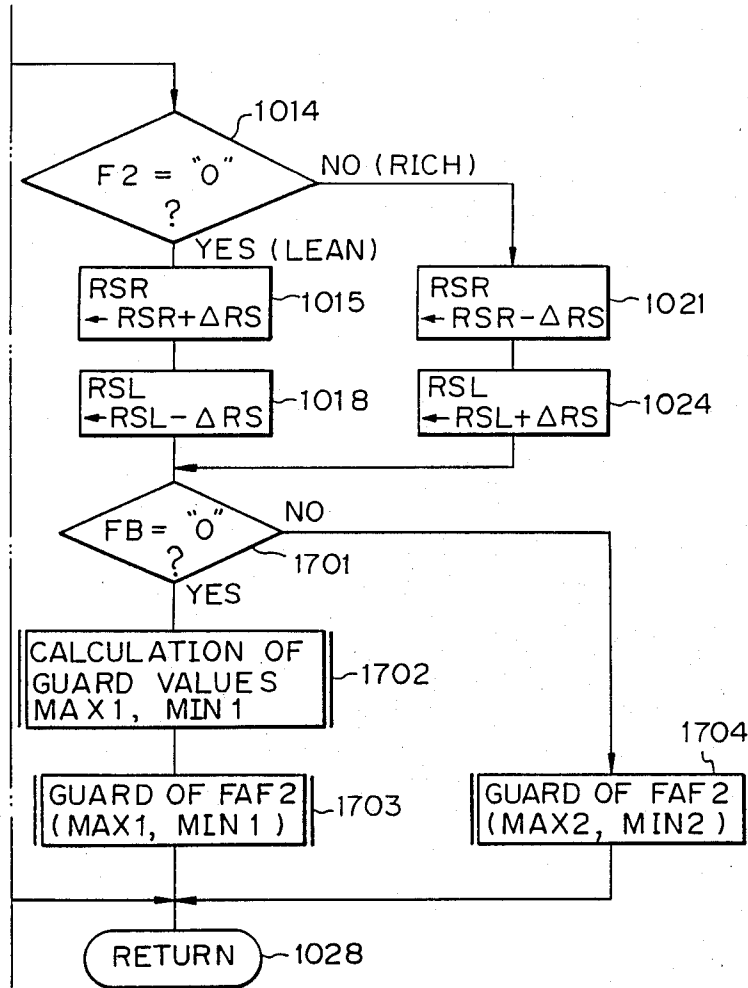 1014
F2 = "0"
?
NO (RICH)
YES (LEAN)
RSR
← RSR+ΔRS
1015
RSR
← RSR-ΔRS
1021
RSL
←RSL-ΔRS
1018
RSL
←RSL+ΔRS
1024
FB = "0"
?
NO
1701
YES
CALCULATION OF
GUARD VALUES
MAX1, MIN1
1702
1704
GUARD OF FAF2
(MAX1, MIN1)
1703
GUARD OF FAF2
(MAX2, MIN2)
RETURN
1028